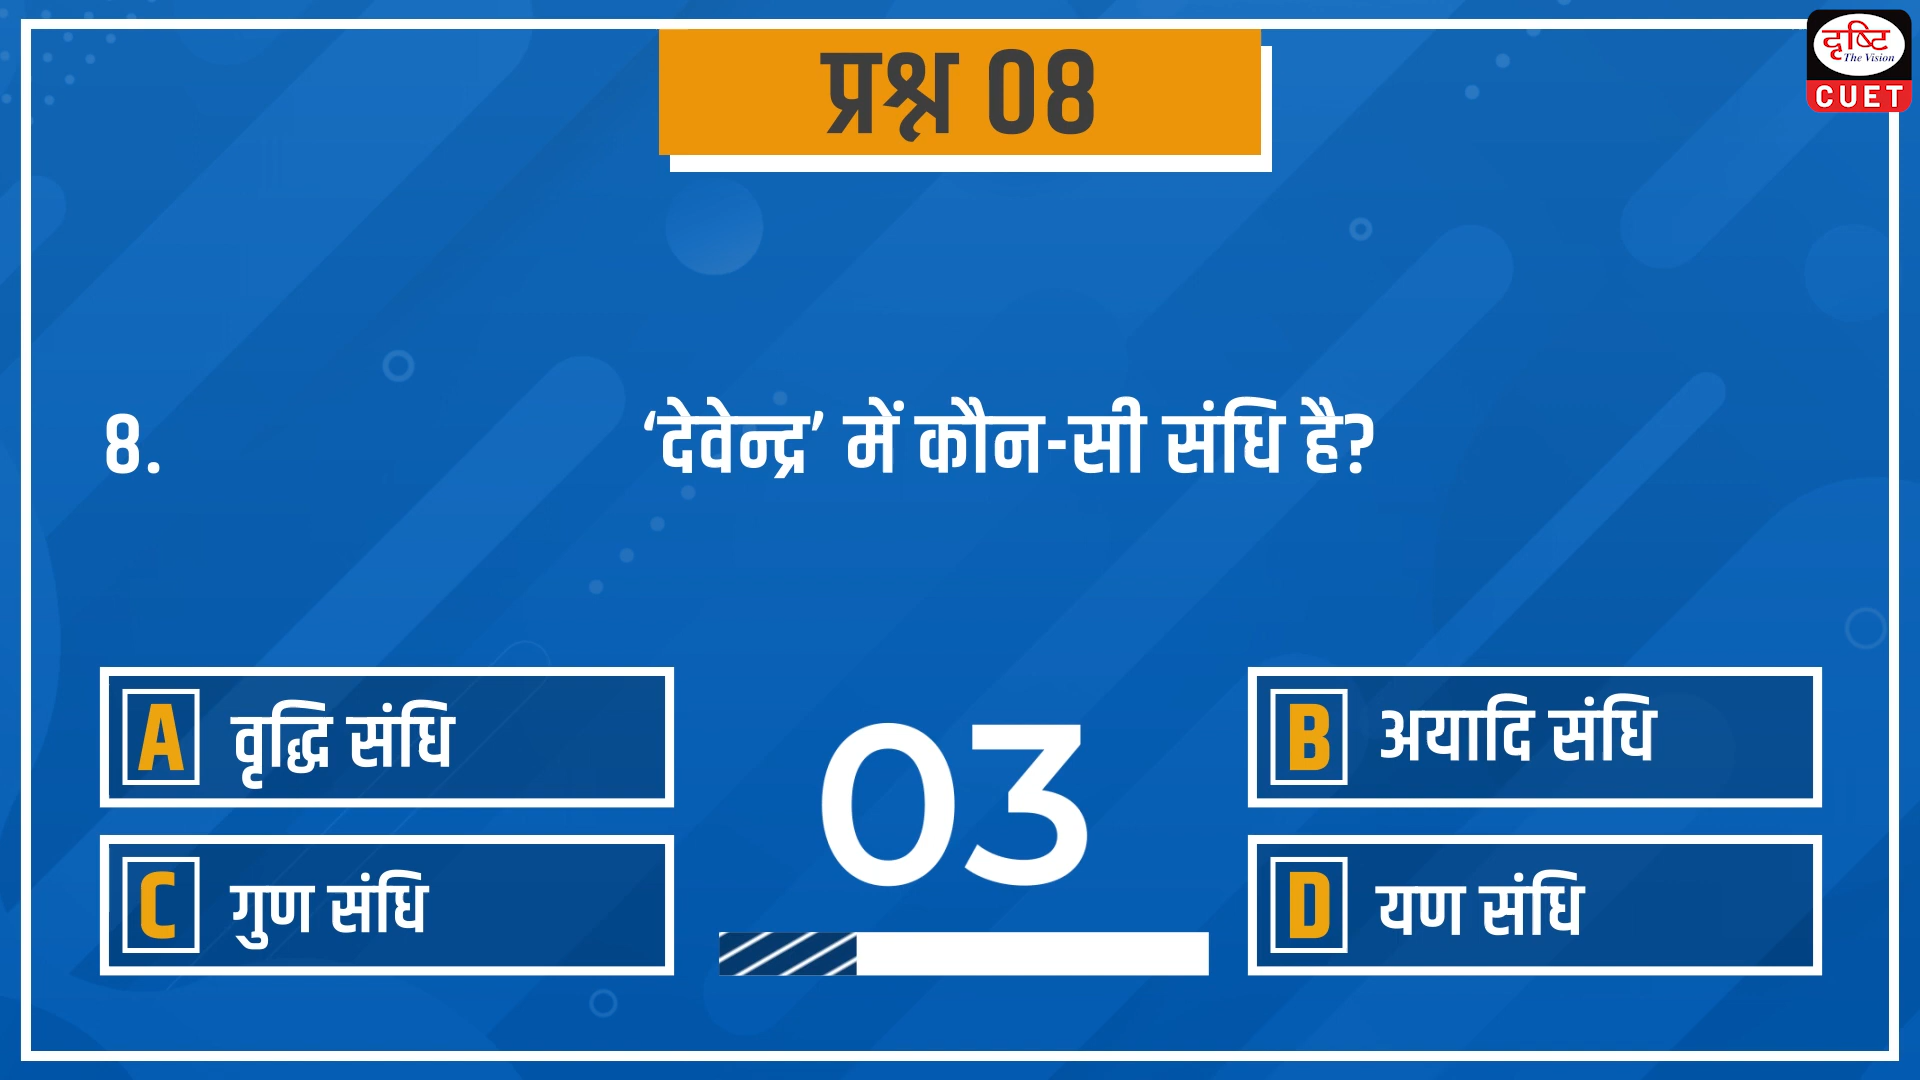 दृष्टि
The Vision
CUET
प्रश्न 08
8. ‘देवेन्द्र’ में कौन-सी संधि है?
A वृद्धि संधि
B अयादि संधि
03
C गुण संधि
D यण संधि